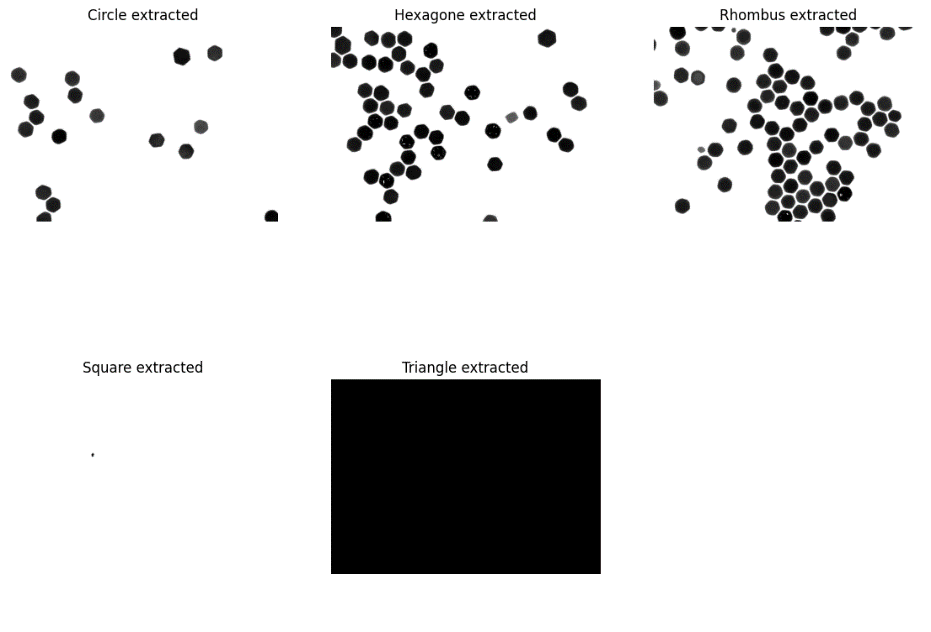 Circle extracted
Hexagone extracted
Rhombus extracted
Square extracted
Triangle extracted